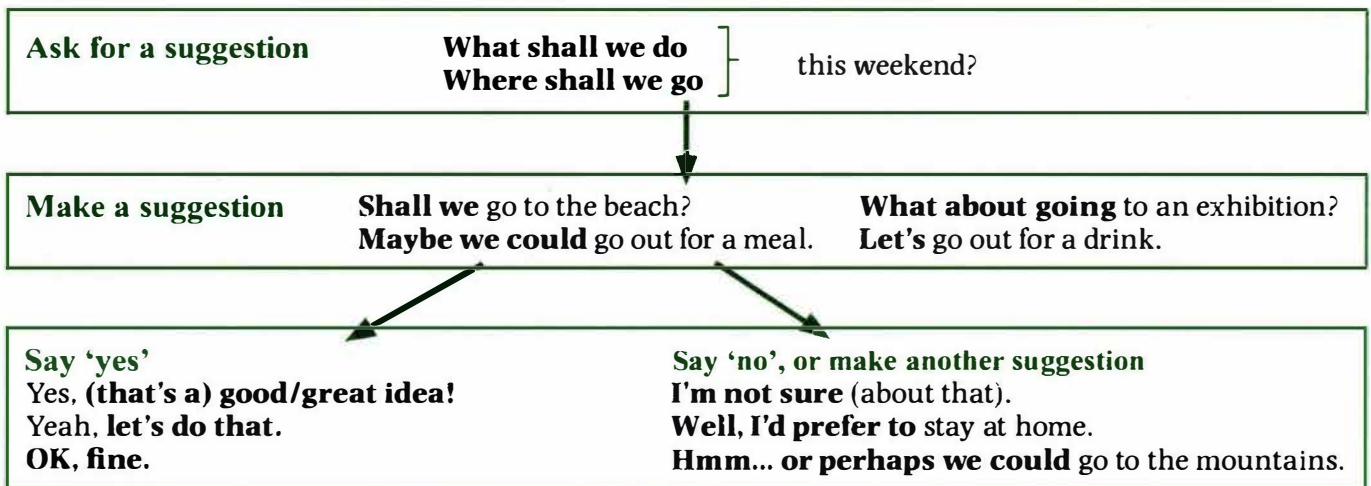 Ask for a suggestion
What shall we do
Where shall we go
this weekend?
Make a suggestion
Shall we go to the beach?
Maybe we could go out for a meal.
What about going to an exhibition?
Let's go out for a drink.
Say ‘yes’
Yes, (that's a) good/great idea!
Yeah, let's do that.
OK, fine.
Say ‘no’, or make another suggestion
I'm not sure (about that).
Well, I'd prefer to stay at home.
Hmm... or perhaps we could go to the mountains.